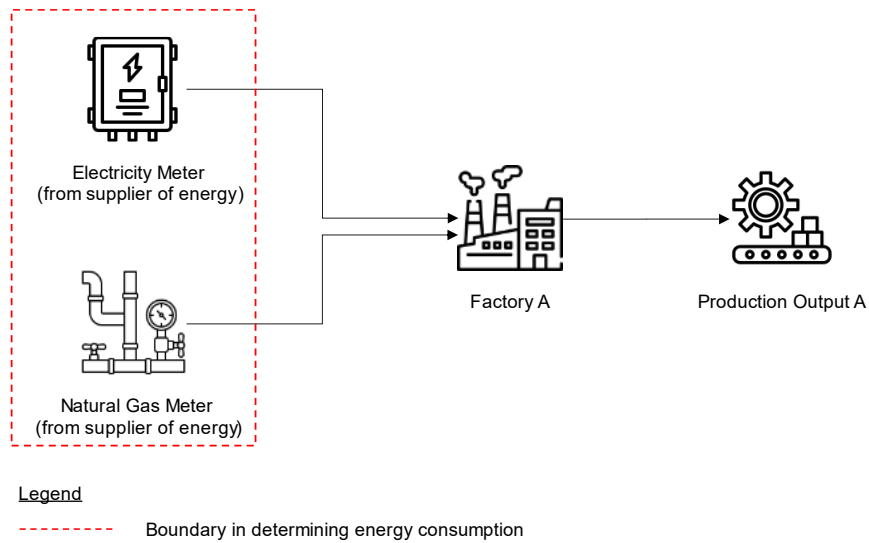 Electricity Meter
(from supplier of energy)
Factory A
Production Output A
Natural Gas Meter
(from supplier of energy)
Legend
Boundary in determining energy consumption